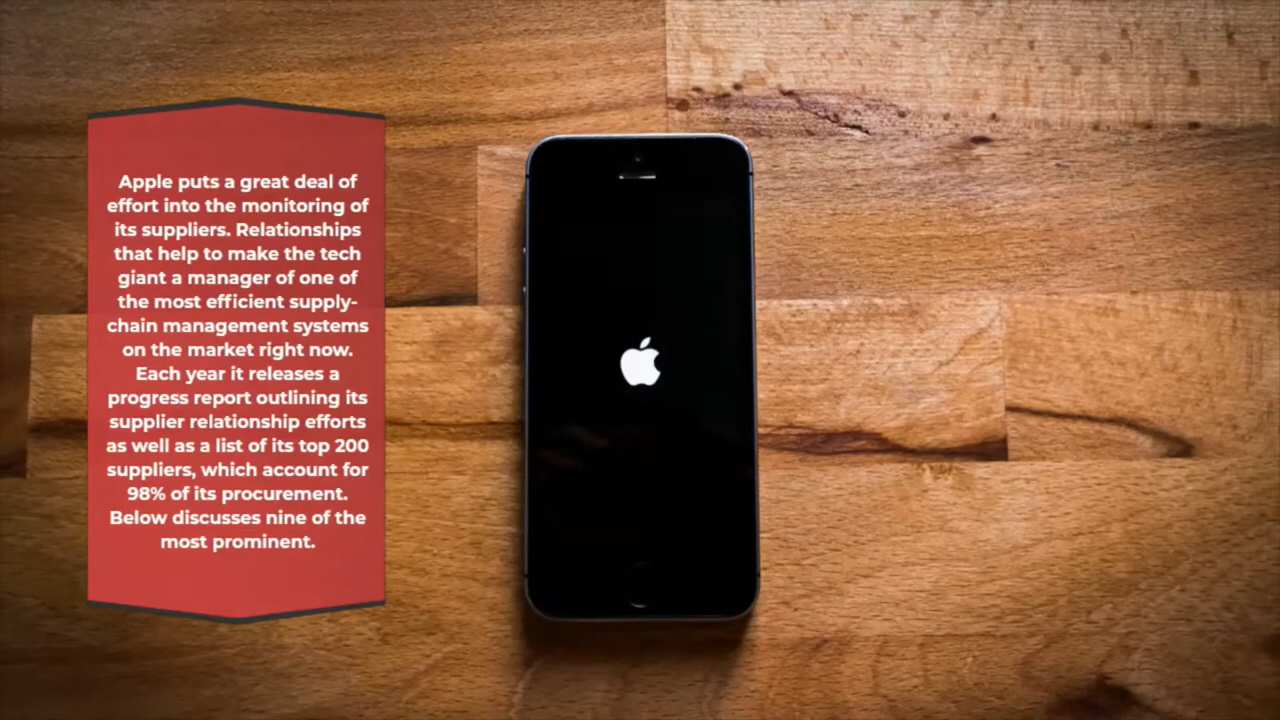 Apple puts a great deal of
effort into the monitoring of
its suppliers. Relationships
that help to make the tech
giant a manager of one of
the most efficient supply-
chain management systems
on the market right now.
Each year it releases a
progress report outlining its
supplier relationship efforts
as well as a list of its top 200
suppliers, which account for
98% of its procurement.
Below discusses nine of the
most prominent.